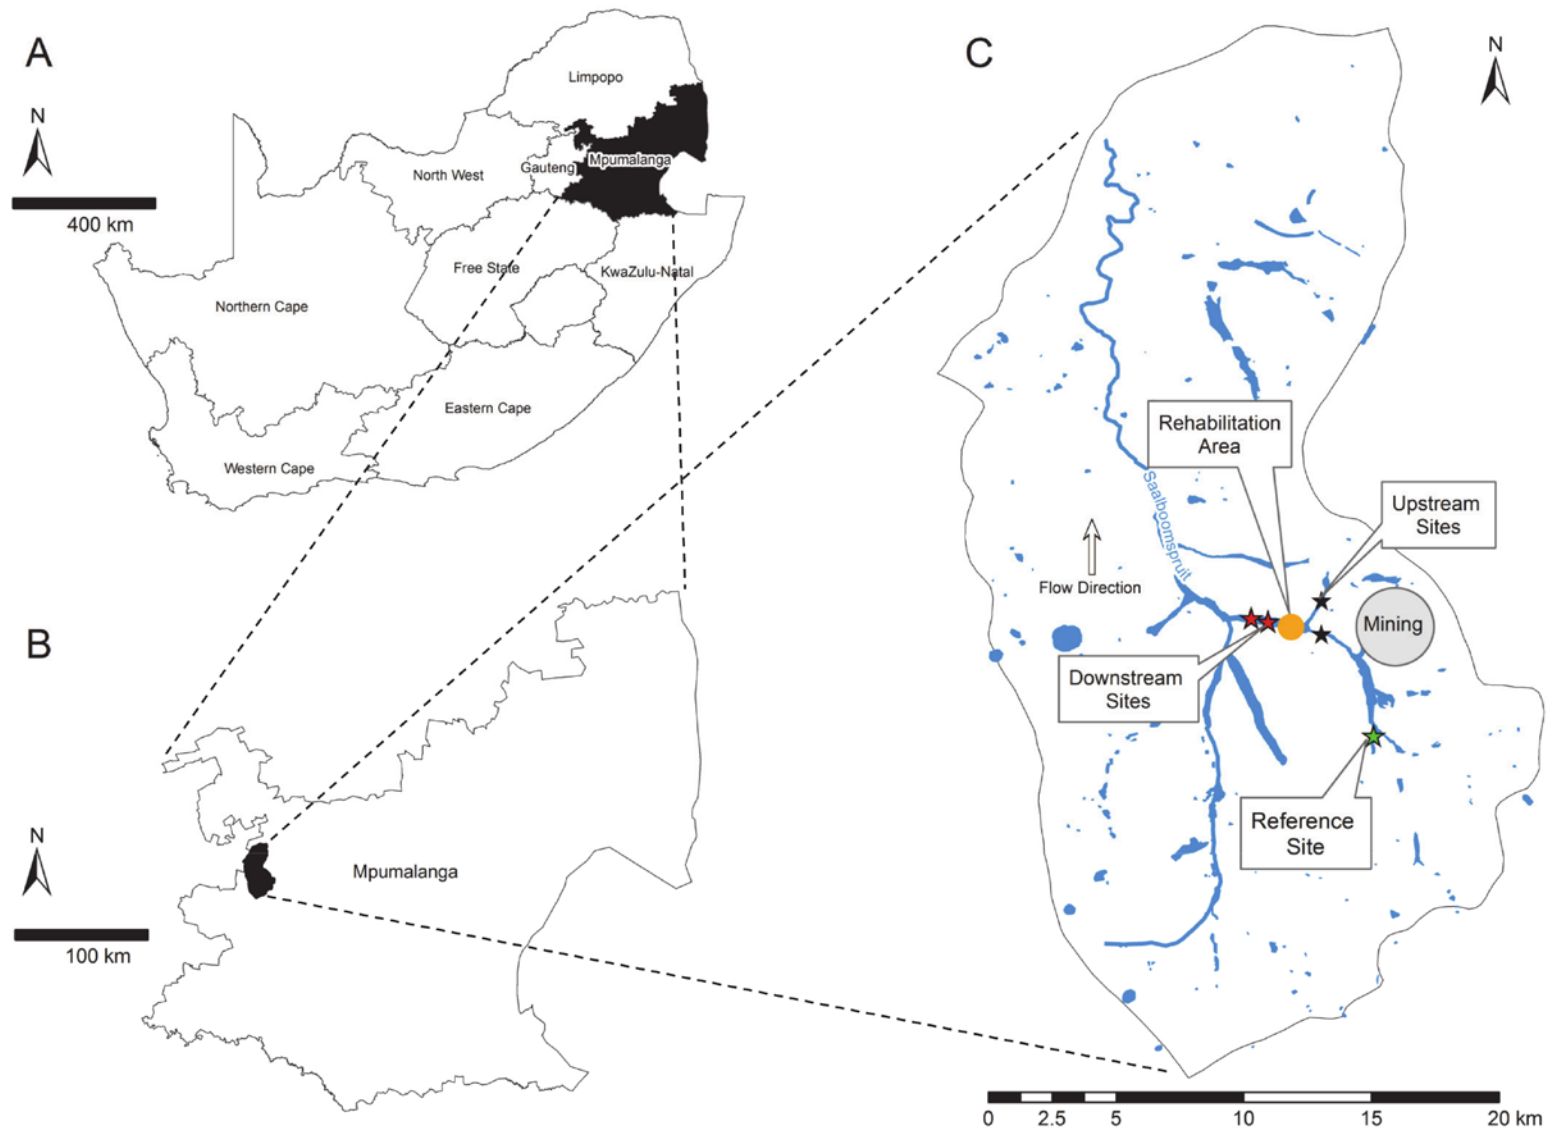 A
N
400 km
Limpopo
North West
Gauteng
Mpumalanga
Free State
KwaZulu-Natal
Northern Cape
Eastern Cape
Western Cape
B
N
100 km
Mpumalanga
C
N
Rehabilitation
Area
Upstream
Sites
Saalboomspruit
Flow Direction
Mining
Downstream
Sites
Reference
Site
0 2.5 5 10 15 20 km